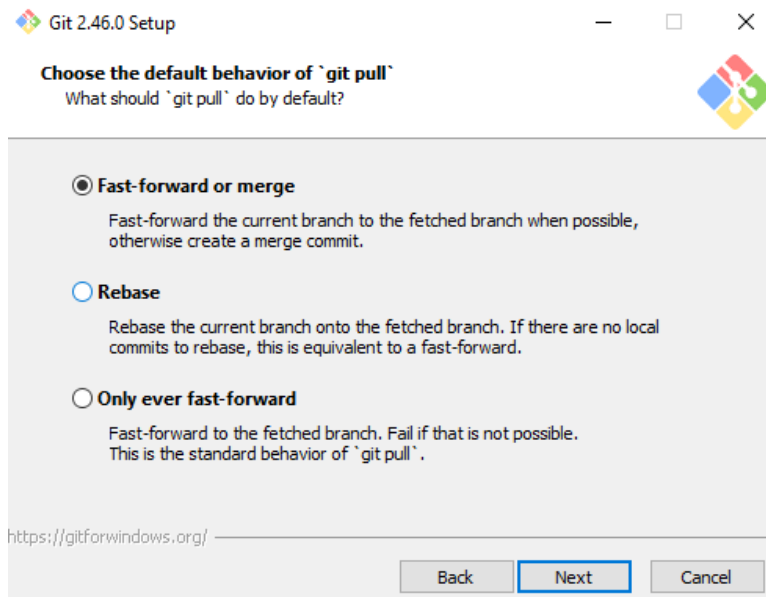 Git 2.46.0 Setup
Choose the default behavior of `git pull`
What should `git pull` do by default?
Fast-forward or merge
Fast-forward the current branch to the fetched branch when possible,
otherwise create a merge commit.
Rebase
Rebase the current branch onto the fetched branch. If there are no local
commits to rebase, this is equivalent to a fast-forward.
Only ever fast-forward
Fast-forward to the fetched branch. Fail if that is not possible.
This is the standard behavior of `git pull`.
https://gitforwindows.org/
Back Next Cancel